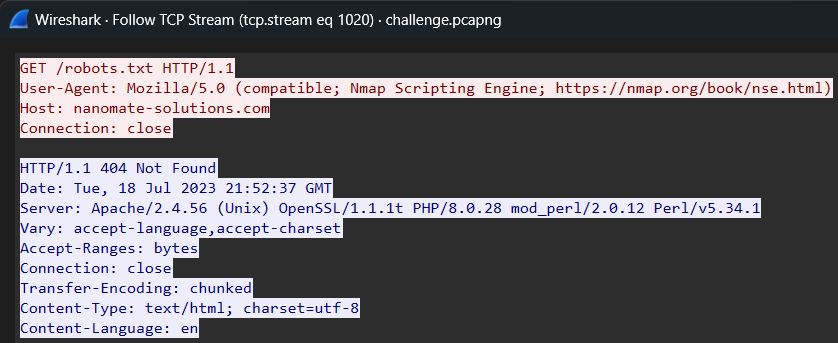 Wireshark · Follow TCP Stream (tcp.stream eq 1020) · challenge.pcapng
GET /robots.txt HTTP/1.1
User-Agent: Mozilla/5.0 (compatible; Nmap Scripting Engine; https://nmap.org/book/nse.html)
Host: nanomate-solutions.com
Connection: close
HTTP/1.1 404 Not Found
Date: Tue, 18 Jul 2023 21:52:37 GMT
Server: Apache/2.4.56 (Unix) OpenSSL/1.1.1t PHP/8.0.28 mod_perl/2.0.12 Perl/v5.34.1
Vary: accept-language,accept-charset
Accept-Ranges: bytes
Connection: close
Transfer-Encoding: chunked
Content-Type: text/html; charset=utf-8
Content-Language: en